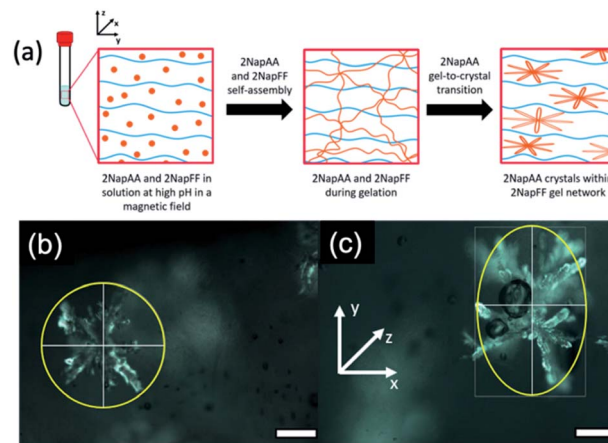 (a)
z
x
y
2NapAA
and 2NapFF
self-assembly
2NapAA
gel-to-crystal
transition
2NapAA and 2NapFF in
solution at high pH in a
magnetic field
2NapAA and 2NapFF
during gelation
2NapAA crystals within
2NapFF gel network
(b)
(c)
y
z
x